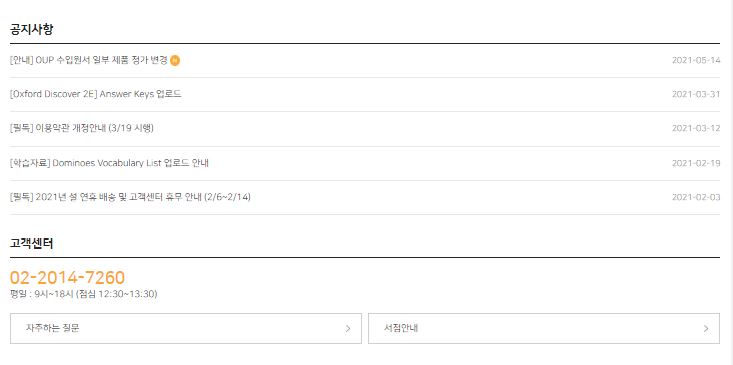 공지사항
[안내] OUP 수입원서 일부 제품 정가 변경 N 2021-05-14
[Oxford Discover 2E] Answer Keys 업로드 2021-03-31
[필독] 이용약관 개정안내 (3/19 시행) 2021-03-12
[학습자료] Dominoes Vocabulary List 업로드 안내 2021-02-19
[필독] 2021년 설 연휴 배송 및 고객센터 휴무 안내 (2/6~2/14) 2021-02-03
고객센터
02-2014-7260
평일 : 9시~18시 (점심 12:30~13:30)
자주하는 질문 서점안내